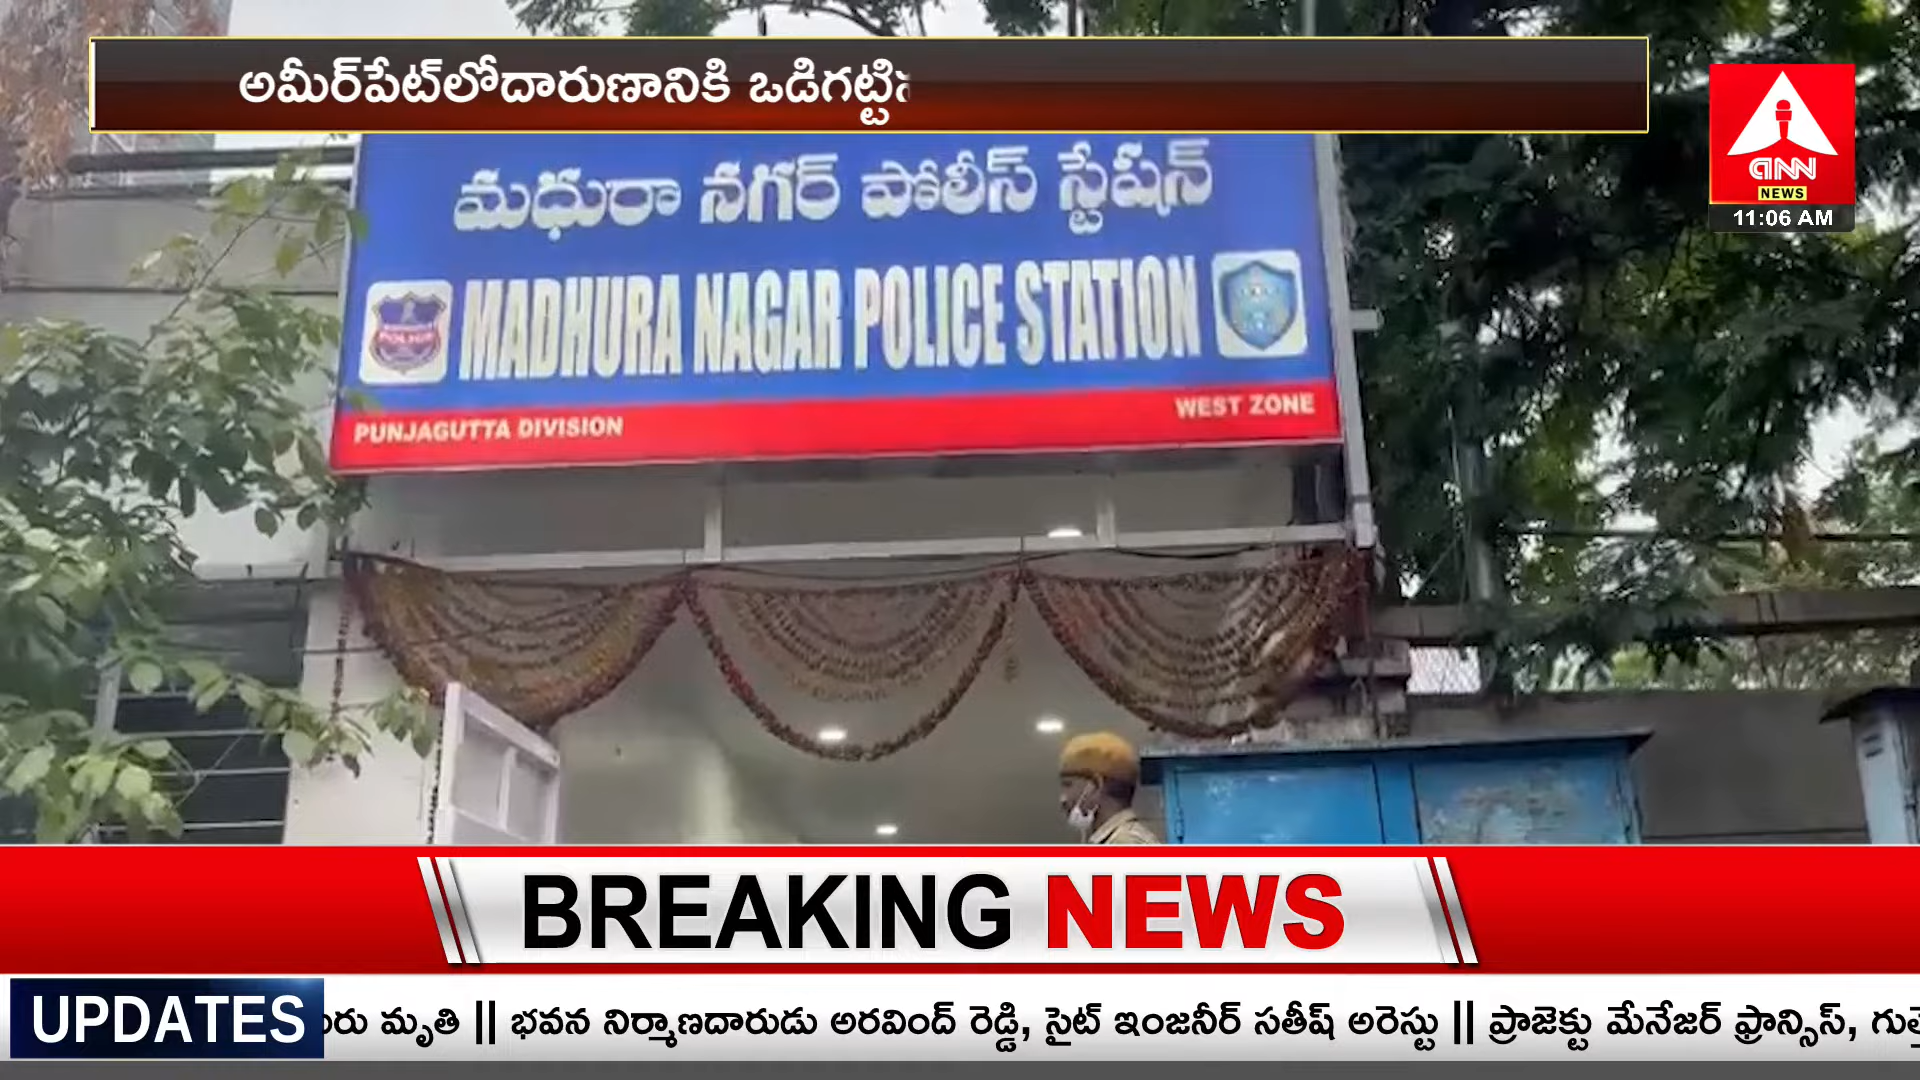 అమీర్‌పేట్‌లోదారుణానికి ఒడిగట్టిన
ANN
NEWS
11:06 AM
మధురా నగర్ పోలీస్ స్టేషన్
POLICE
MADHURA NAGAR POLICE STATION
PUNJAGUTTA DIVISION
WEST ZONE
BREAKING NEWS
UPDATES
మృతి || భవన నిర్మాణదారుడు అరవింద్ రెడ్డి, సైట్ ఇంజనీర్ సతీష్ అరెస్టు || ప్రాజెక్టు మేనేజర్ ఫ్రాన్సిస్,